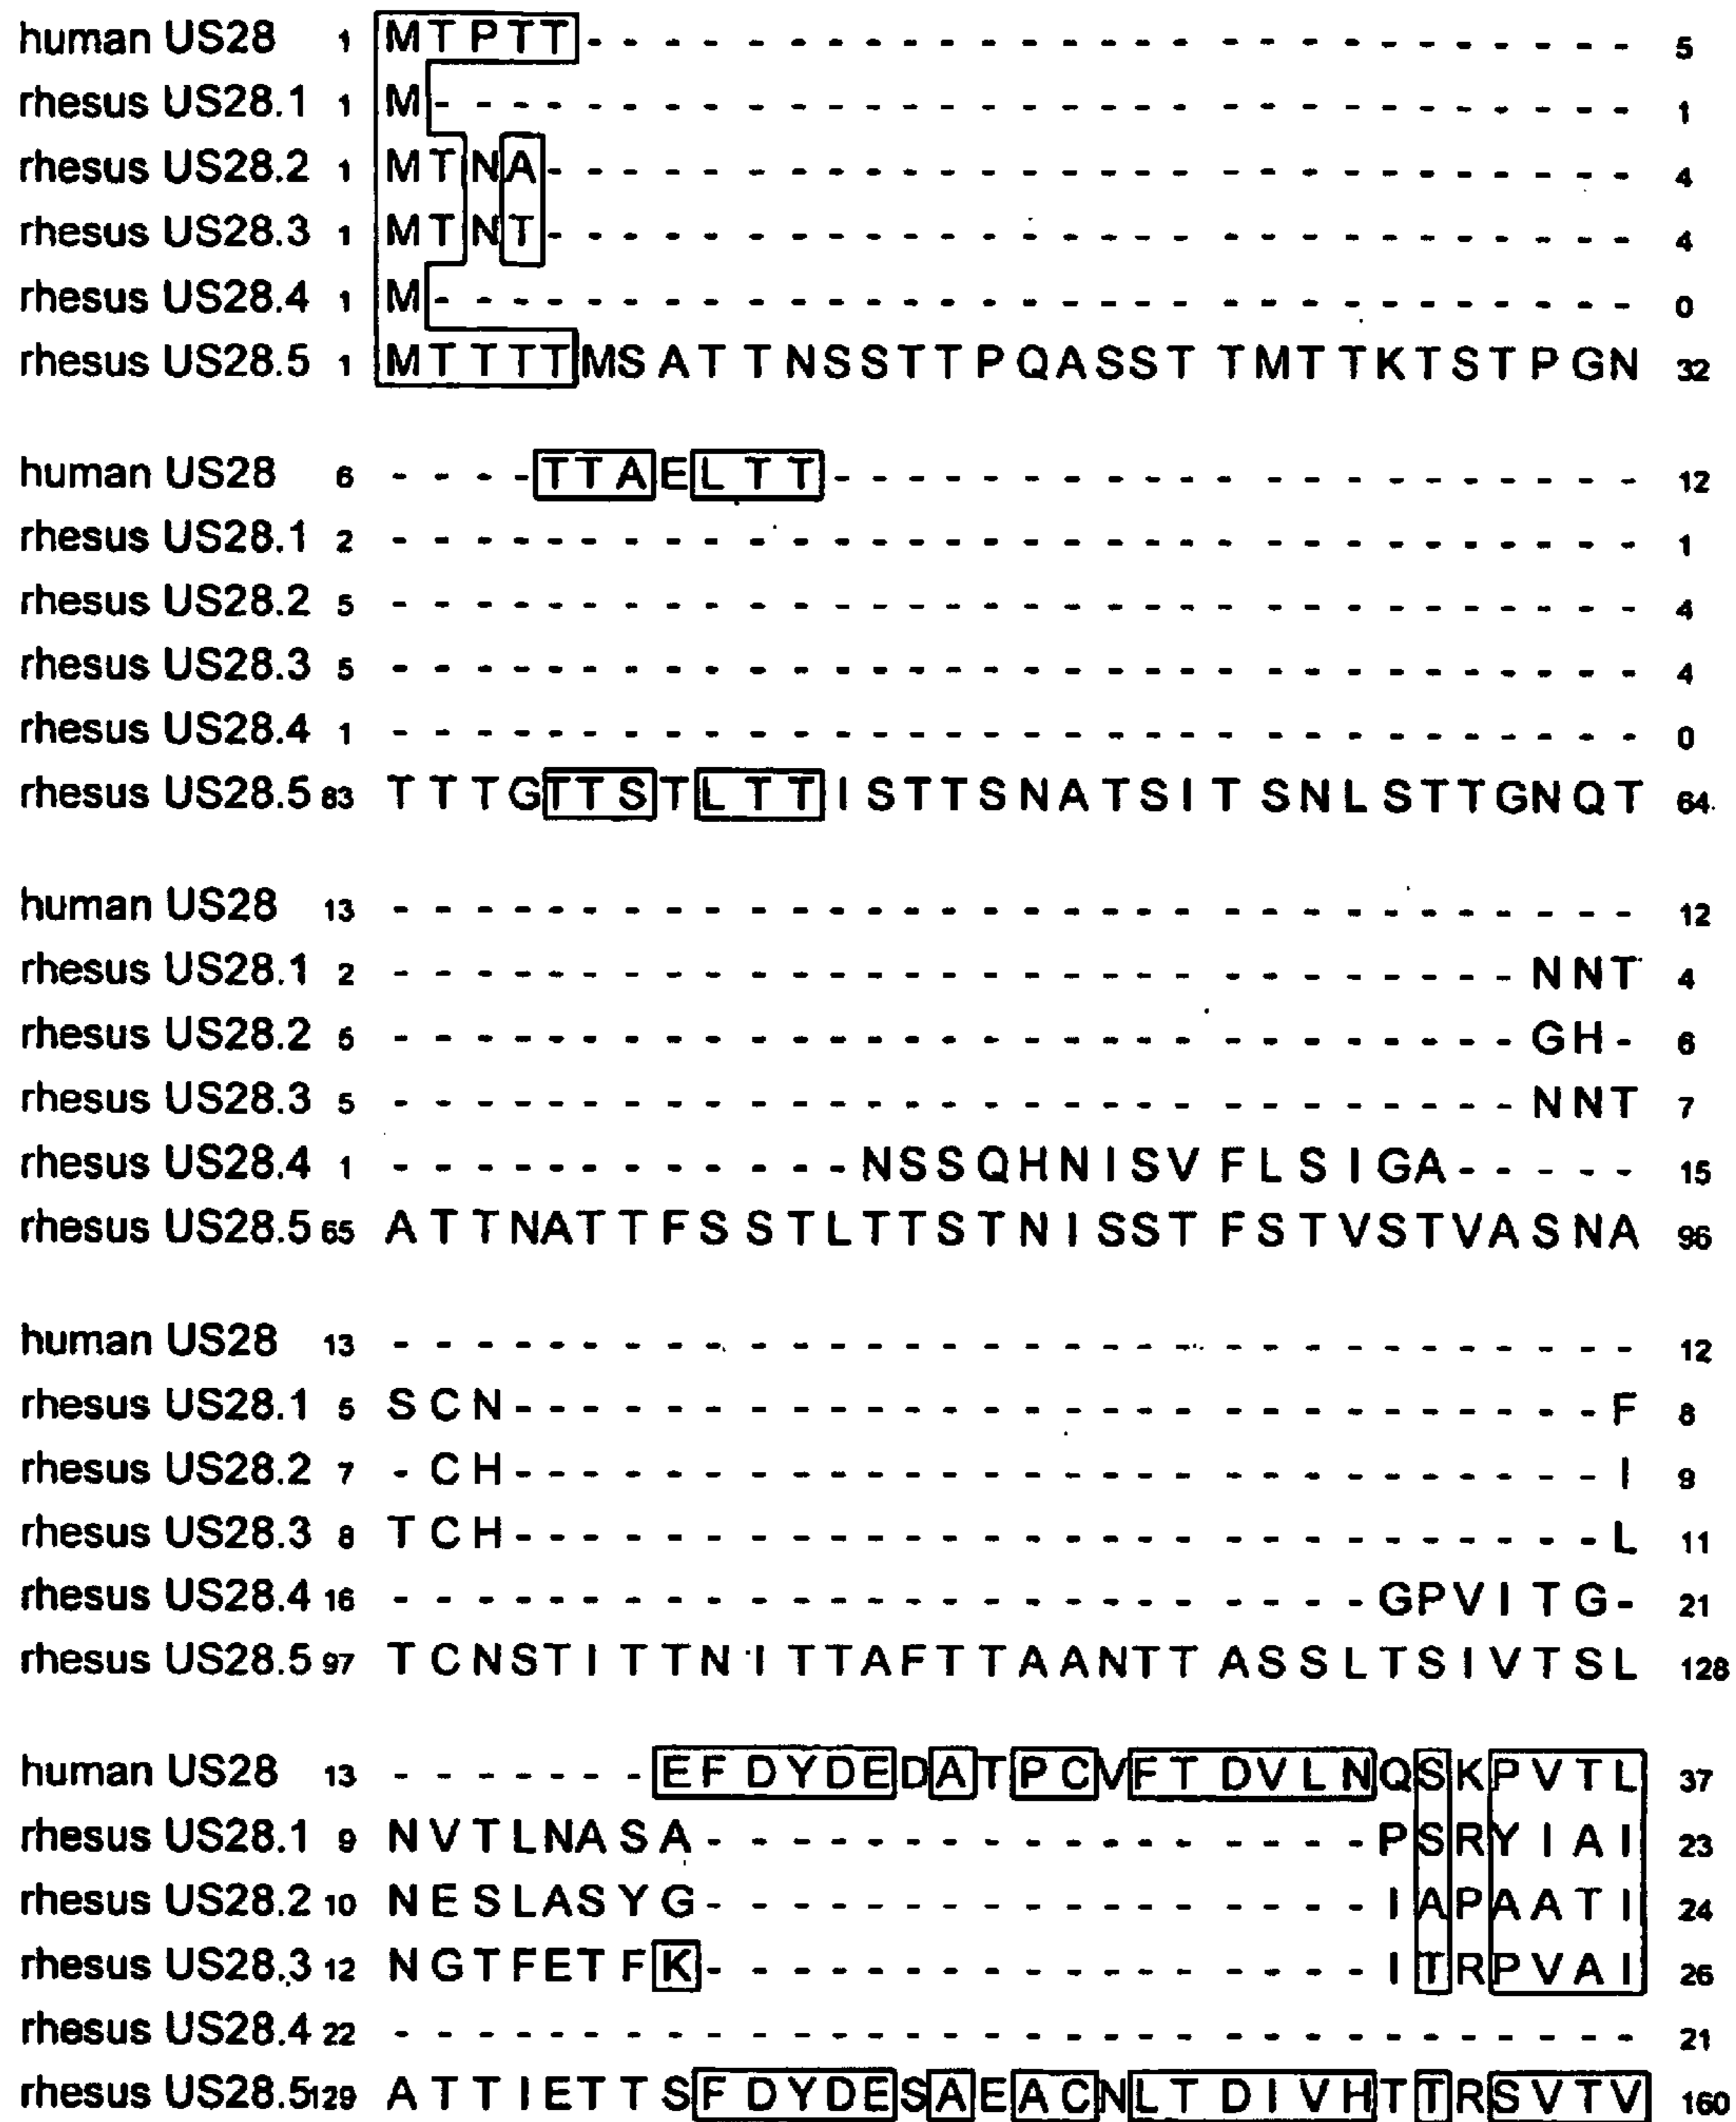 human US28 1 MTPTT--------------------------- 5
rhesus US28.1 1 M------------------------------- 1
rhesus US28.2 1 MTNA---------------------------- 4
rhesus US28.3 1 MTNT---------------------------- 4
rhesus US28.4 1 M------------------------------- 0
rhesus US28.5 1 MTTTTMSATTNSSTTPQASSTTMTTKTSTPGN 32
human US28 6 ----TTAELTT--------------------- 12
rhesus US28.1 2 -------------------------------- 1
rhesus US28.2 5 -------------------------------- 4
rhesus US28.3 5 -------------------------------- 4
rhesus US28.4 1 -------------------------------- 0
rhesus US28.5 83 TTTGTTSTLTTISTTSNATSITSNLSTTGNQT 64
human US28 13 -------------------------------- 12
rhesus US28.1 2 -----------------------------NNT 4
rhesus US28.2 5 -----------------------------GH- 6
rhesus US28.3 5 -----------------------------NNT 7
rhesus US28.4 1 ------------NSSQHNISVFLSIGA----- 15
rhesus US28.5 65 ATTNATTFSSTLTTSTNISSTFSTVSTVASNA 96
human US28 13 -------------------------------- 12
rhesus US28.1 5 SCN----------------------------F 8
rhesus US28.2 7 -CH----------------------------I 9
rhesus US28.3 8 TCH----------------------------L 11
rhesus US28.4 16 -------------------------GPVITG- 21
rhesus US28.5 97 TCNSTITTNITTAFTTAANTTASSLTSIVTSL 128
human US28 13 -------EFDYDEDATPCVFTDVLNQSKPVTL 37
rhesus US28.1 9 NVTLNASA-----------------PSRYIAI 23
rhesus US28.2 10 NESLASYG-----------------IAPAATI 24
rhesus US28.3 12 NGTFETFK-----------------ITRPVAI 26
rhesus US28.4 22 -------------------------------- 21
rhesus US28.5 129 ATTIETTSFDYDESAEACNLTDIVHTTRSVTV 160